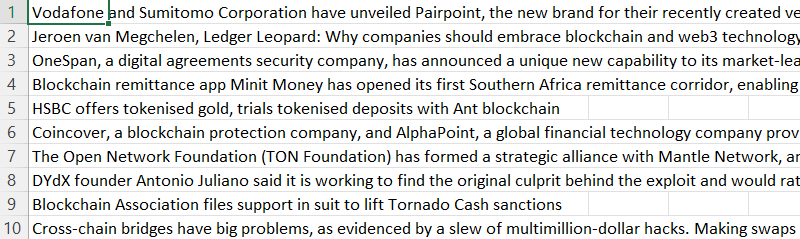 1 Vodafone and Sumitomo Corporation have unveiled Pairpoint, the new brand for their recently created ve
2 Jeroen van Megchelen, Ledger Leopard: Why companies should embrace blockchain and web3 technology
3 OneSpan, a digital agreements security company, has announced a unique new capability to its market-lea
4 Blockchain remittance app Minit Money has opened its first Southern Africa remittance corridor, enabling
5 HSBC offers tokenised gold, trials tokenised deposits with Ant blockchain
6 Coincover, a blockchain protection company, and AlphaPoint, a global financial technology company prov
7 The Open Network Foundation (TON Foundation) has formed a strategic alliance with Mantle Network, an
8 DYdX founder Antonio Juliano said it is working to find the original culprit behind the exploit and would rat
9 Blockchain Association files support in suit to lift Tornado Cash sanctions
10 Cross-chain bridges have big problems, as evidenced by a slew of multimillion-dollar hacks. Making swaps